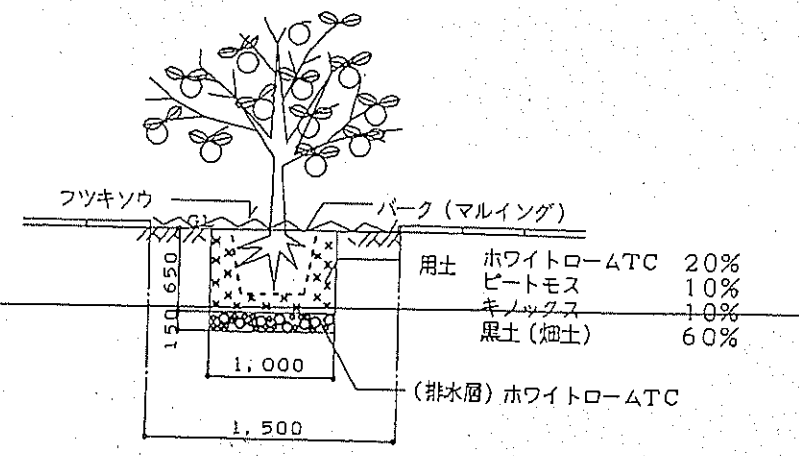 フツキソウ
バーク (マルイング)
GL
用土 ホワイトロームTC 20%
ピートモス 10%
キノックス 10%
黒土 (畑土) 60%
650
150
1,000
(排水層) ホワイトロームTC
1,500